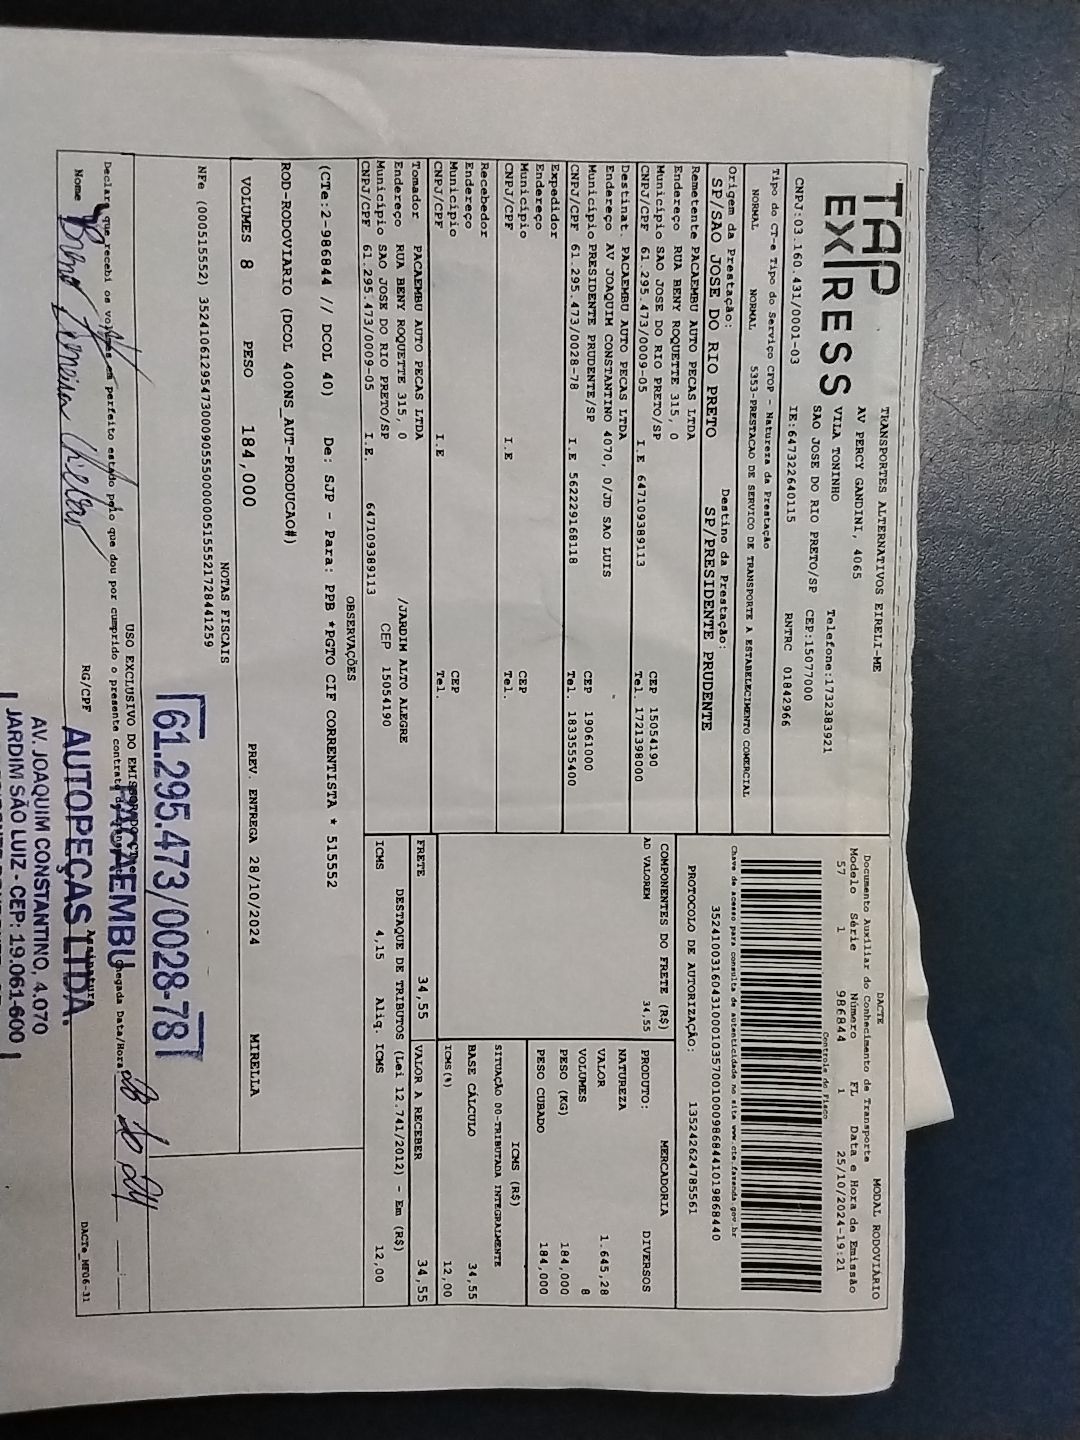 TAP
EXPRESS
TRANSPORTES ALTERNATIVOS EIRELI-ME
AV PERCY GANDINI, 4065
VILA TONINHO Telefone:1732383921
SAO JOSE DO RIO PRETO/SP CEP:15077000
CNPJ:03.160.431/0001-03 IE:647322640115 RNTRC 01842966
Tipo do CT-e Tipo do Serviço CFOP - Natureza da Prestação
NORMAL NORMAL 5353-PRESTACAO DE SERVICO DE TRANSPORTE A ESTABELECIMENTO COMERCIAL
Origem da Prestação: Destino da Prestação:
SP/SAO JOSE DO RIO PRETO SP/PRESIDENTE PRUDENTE
DACTE MODAL RODOVIÁRIO
Documento Auxiliar do Conhecimento de Transporte
Modelo Série Número FL Data e Hora de Emissão
57 1 986844 1 25/10/2024-19:21
Controle do Fisco
Chave de acesso para consulta de autenticidade no site www.cte.fazenda.gov.br
35241003160431000103570010009868441019868440
PROTOCOLO DE AUTORIZAÇÃO: 135242624785561
Remetente PACAEMBU AUTO PECAS LTDA
Endereço RUA BENY ROQUETTE 315, 0
Município SAO JOSE DO RIO PRETO/SP CEP 15054190
CNPJ/CPF 61.295.473/0009-05 I.E 647109389113 Tel. 1721398000
Destinat. PACAEMBU AUTO PECAS LTDA
Endereço AV JOAQUIM CONSTANTINO 4070, 0/JD SAO LUIS
Município PRESIDENTE PRUDENTE/SP CEP 19061000
CNPJ/CPF 61.295.473/0028-78 I.E 562229168118 Tel. 1833555400
Expedidor
Endereço
Município CEP
CNPJ/CPF I.E Tel.
Recebedor
Endereço
Município CEP
CNPJ/CPF I.E Tel.
Tomador PACAEMBU AUTO PECAS LTDA
Endereço RUA BENY ROQUETTE 315, 0 /JARDIM ALTO ALEGRE
Município SAO JOSE DO RIO PRETO/SP CEP 15054190
CNPJ/CPF 61.295.473/0009-05 I.E. 647109389113
COMPONENTES DO FRETE (R$)
AD VALOREM 34,55
FRETE 34,55
MERCADORIA
PRODUTO: DIVERSOS
NATUREZA
VALOR 1.645,28
VOLUMES 8
PESO (KG) 184,000
PESO CUBADO 184,000
ICMS (R$)
SITUAÇÃO 00-TRIBUTADA INTEGRALMENTE
BASE CÁLCULO 34,55
ICMS(%) 12,00
VALOR A RECEBER 34,55
DESTAQUE DE TRIBUTOS (Lei 12.741/2012) - Em (R$)
ICMS 4,15 Aliq. ICMS 12,00
OBSERVAÇÕES
(CTe:2-986844 // DCOL 40) De: SJP - Para: PPB *PGTO CIF CORRENTISTA * 515552
ROD-RODOVIARIO (DCOL 400NS_AUT-PRODUCAO#)
VOLUMES 8 PESO 184,000 PREV. ENTREGA 28/10/2024 MIRELLA
NOTAS FISCAIS
NFe (000515552)
61.295.473/0028-78
USO EXCLUSIVO DO EMISSOR DO CT-e
Declaro que recebi os volumes em perfeito estado pelo que dou por cumprido o presente contrato de
Chegada Data/Hora: 28 10 24
PACAEMBU
Nome Bruno RG/CPF Assinatura
AUTOPEÇAS LTDA.
AV. JOAQUIM CONSTANTINO, 4.070
JARDIM SÃO LUIZ - CEP: 19.061-600
DACTe_MF06-31